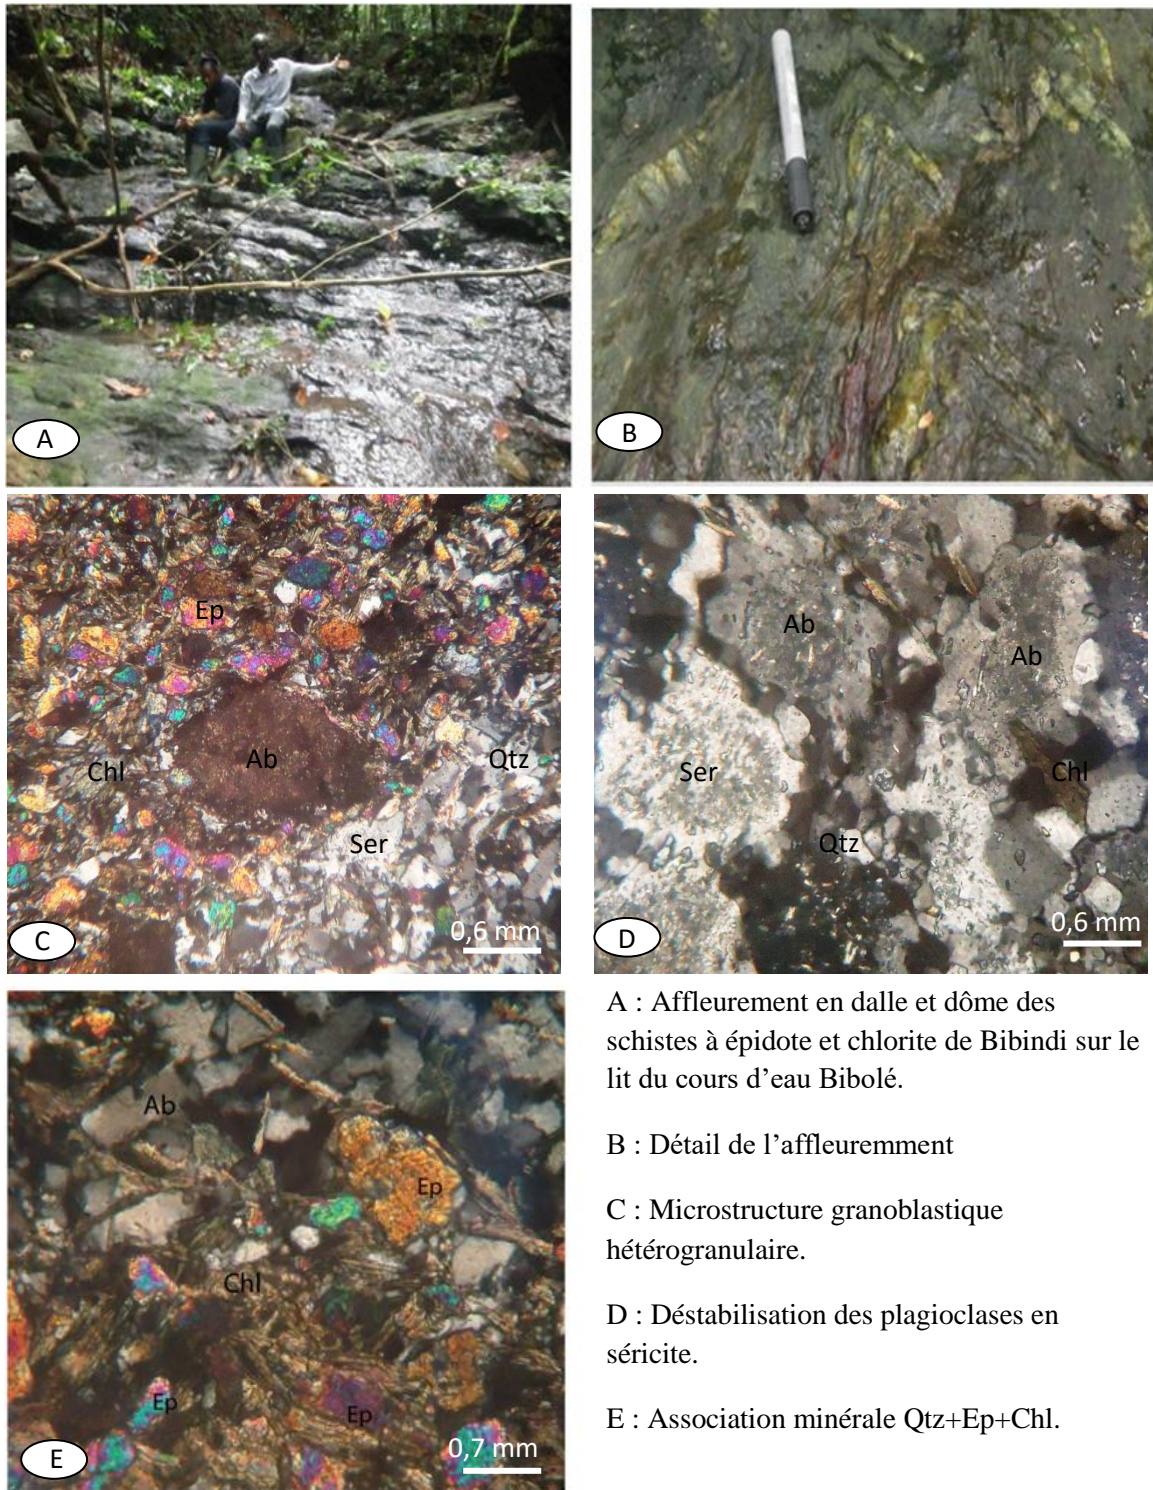 A
B
Ep
Chl
Ab
Qtz
Ser
0,6 mm
C
Ab
Ab
Ser
Chl
Qtz
0,6 mm
D
Ab
Ep
Chl
Ep
Ep
0,7 mm
E
A : Affleurement en dalle et dôme des
schistes à épidote et chlorite de Bibindi sur le
lit du cours d’eau Bibolé.
B : Détail de l’affleuremment
C : Microstructure granoblastique
hétérogranulaire.
D : Déstabilisation des plagioclases en
séricite.
E : Association minérale Qtz+Ep+Chl.